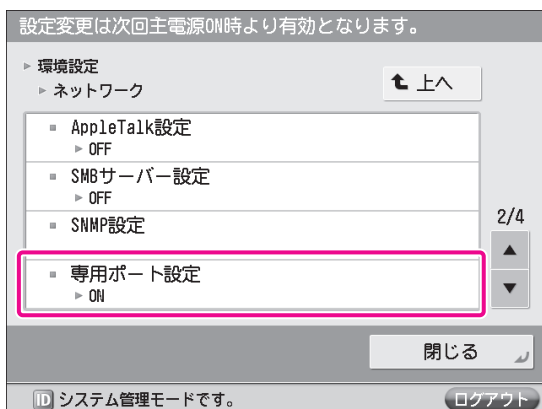 設定変更は次回主電源ON時より有効となります。
環境設定
ネットワーク
上へ
AppleTalk設定
OFF
SMBサーバー設定
OFF
SNMP設定
2/4
専用ポート設定
ON
閉じる
ID システム管理モードです。
ログアウト